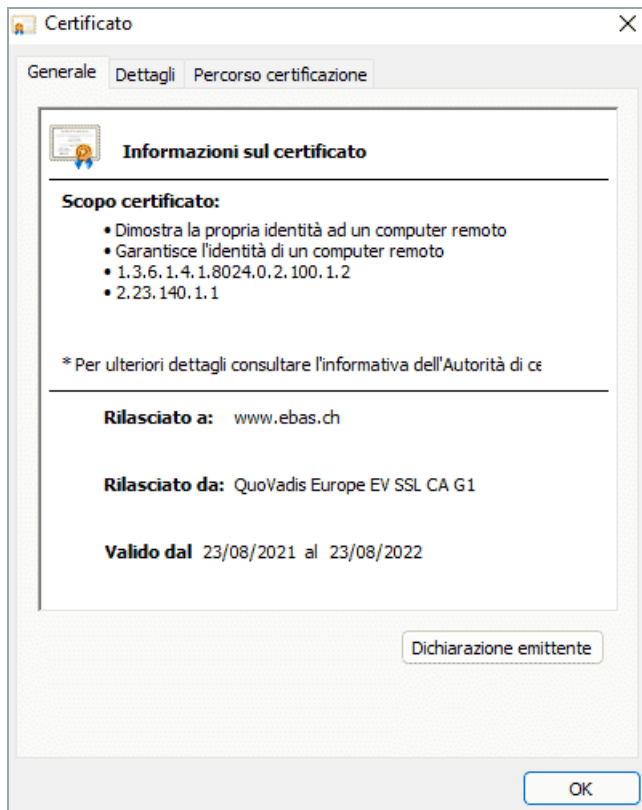 Certificato
Generale Dettagli Percorso certificazione
Informazioni sul certificato
Scopo certificato:
• Dimostra la propria identità ad un computer remoto
• Garantisce l'identità di un computer remoto
• 1.3.6.1.4.1.8024.0.2.100.1.2
• 2.23.140.1.1
* Per ulteriori dettagli consultare l'informativa dell'Autorità di ce
Rilasciato a: www.ebas.ch
Rilasciato da: QuoVadis Europe EV SSL CA G1
Valido dal 23/08/2021 al 23/08/2022
Dichiarazione emittente
OK